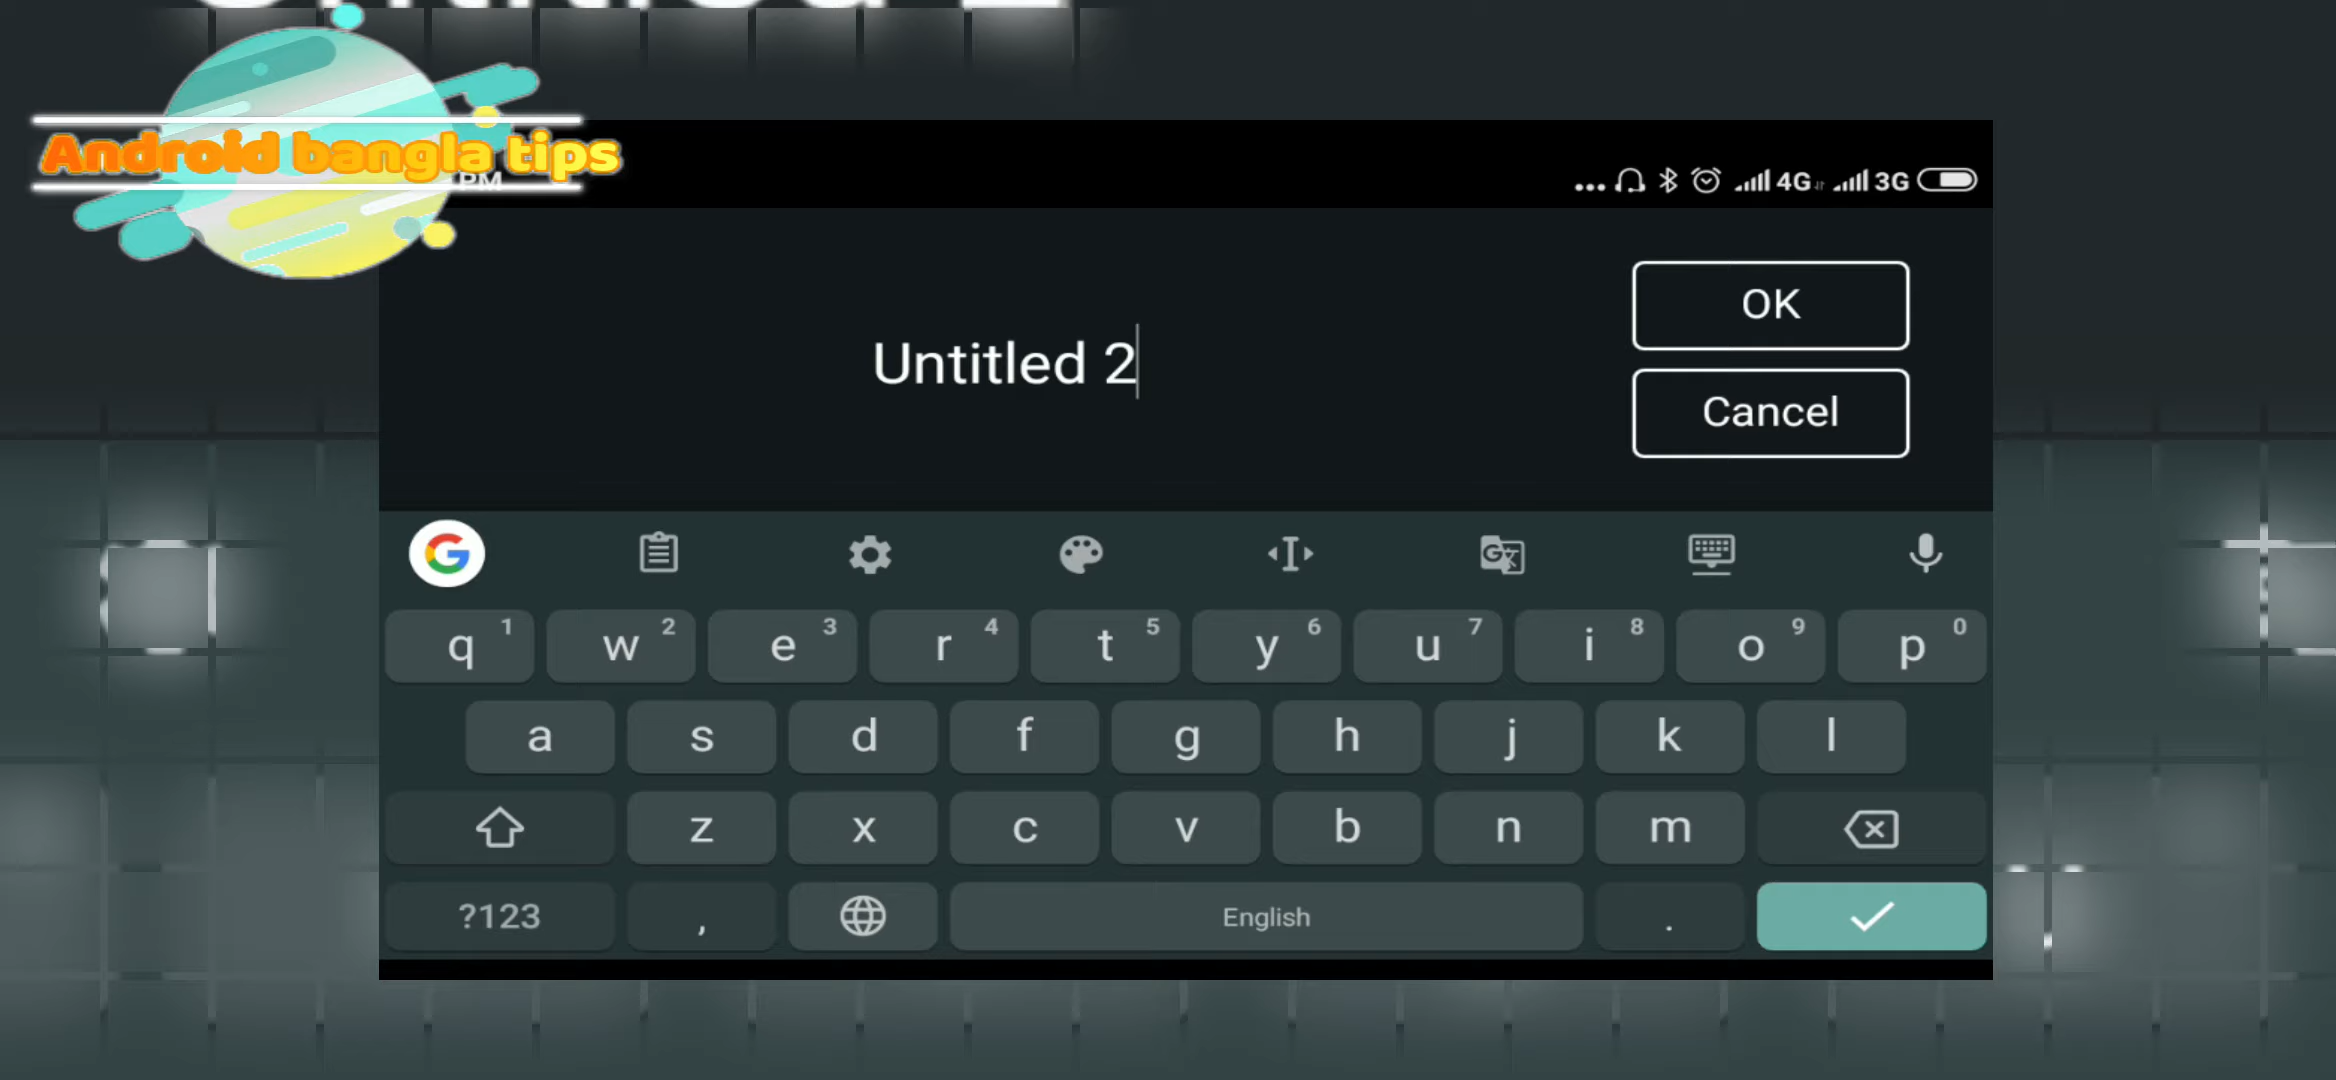 Android bangla tips
PM
4G
3G
OK
Untitled 2
Cancel
q 1 w 2 e 3 r 4 t 5 y 6 u 7 i 8 o 9 p 0
a s d f g h j k l
z x c v b n m
?123 , English .